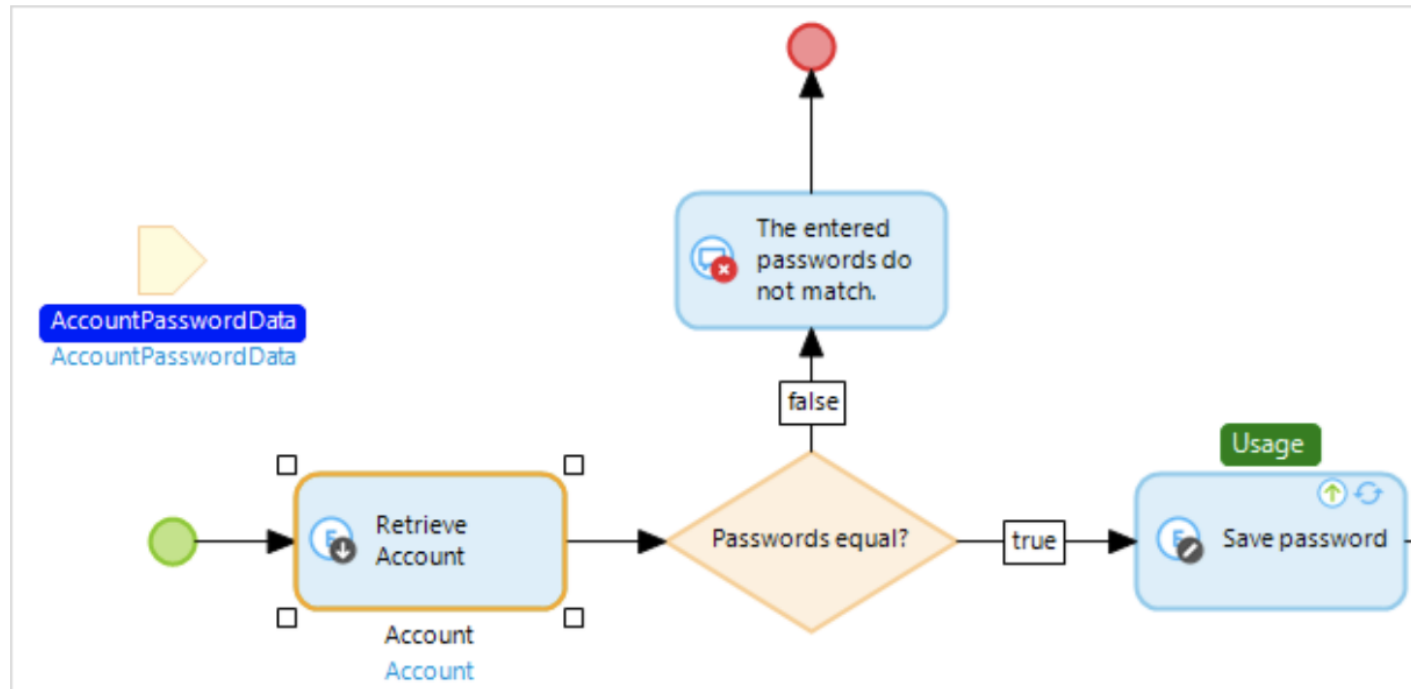 The entered
passwords do
not match.
AccountPasswordData
AccountPasswordData
false
Usage
Retrieve
Account
Passwords equal?
true
Save password
Account
Account